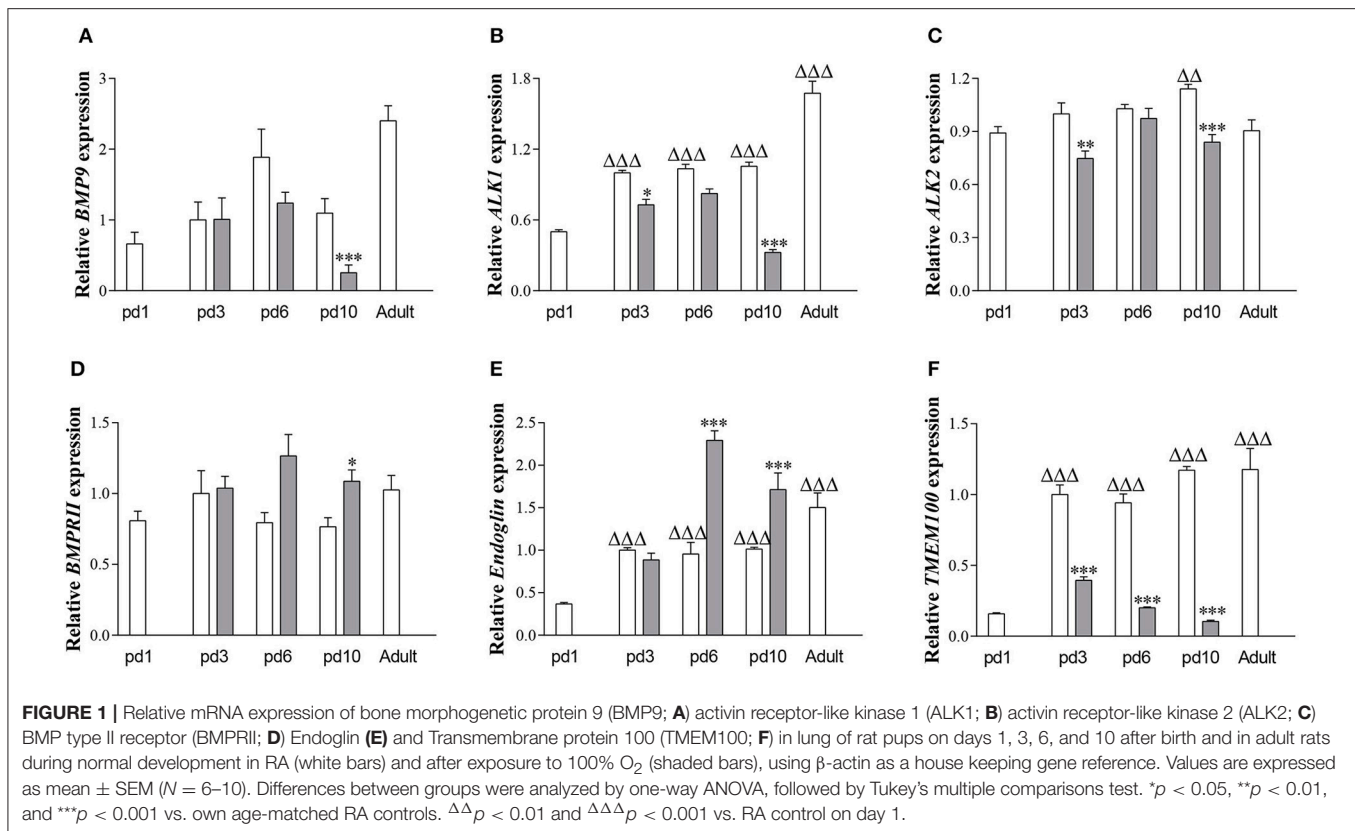 A
Relative BMP9 expression
3
2
1
0
***
pd1 pd3 pd6 pd10 Adult
B
Relative ALK1 expression
1.8
1.2
0.6
0.0
ΔΔΔ
*
ΔΔΔ
ΔΔΔ
***
ΔΔΔ
pd1 pd3 pd6 pd10 Adult
C
Relative ALK2 expression
1.2
0.9
0.6
0.3
0.0
**
ΔΔ
***
pd1 pd3 pd6 pd10 Adult
D
Relative BMPRII expression
1.5
1.0
0.5
0.0
*
pd1 pd3 pd6 pd10 Adult
E
Relative Endoglin expression
2.5
2.0
1.5
1.0
0.5
0.0
ΔΔΔ
ΔΔΔ
***
ΔΔΔ
***
ΔΔΔ
pd1 pd3 pd6 pd10 Adult
F
Relative TMEM100 expression
1.5
1.0
0.5
0.0
ΔΔΔ
***
ΔΔΔ
***
ΔΔΔ
***
ΔΔΔ
pd1 pd3 pd6 pd10 Adult
FIGURE 1 | Relative mRNA expression of bone morphogenetic protein 9 (BMP9; A) activin receptor-like kinase 1 (ALK1; B) activin receptor-like kinase 2 (ALK2; C)
BMP type II receptor (BMPRII; D) Endoglin (E) and Transmembrane protein 100 (TMEM100; F) in lung of rat pups on days 1, 3, 6, and 10 after birth and in adult rats
during normal development in RA (white bars) and after exposure to 100% O₂ (shaded bars), using β-actin as a house keeping gene reference. Values are expressed
as mean ± SEM (N = 6–10). Differences between groups were analyzed by one-way ANOVA, followed by Tukey's multiple comparisons test. *p < 0.05, **p < 0.01,
and ***p < 0.001 vs. own age-matched RA controls. ΔΔp < 0.01 and ΔΔΔp < 0.001 vs. RA control on day 1.